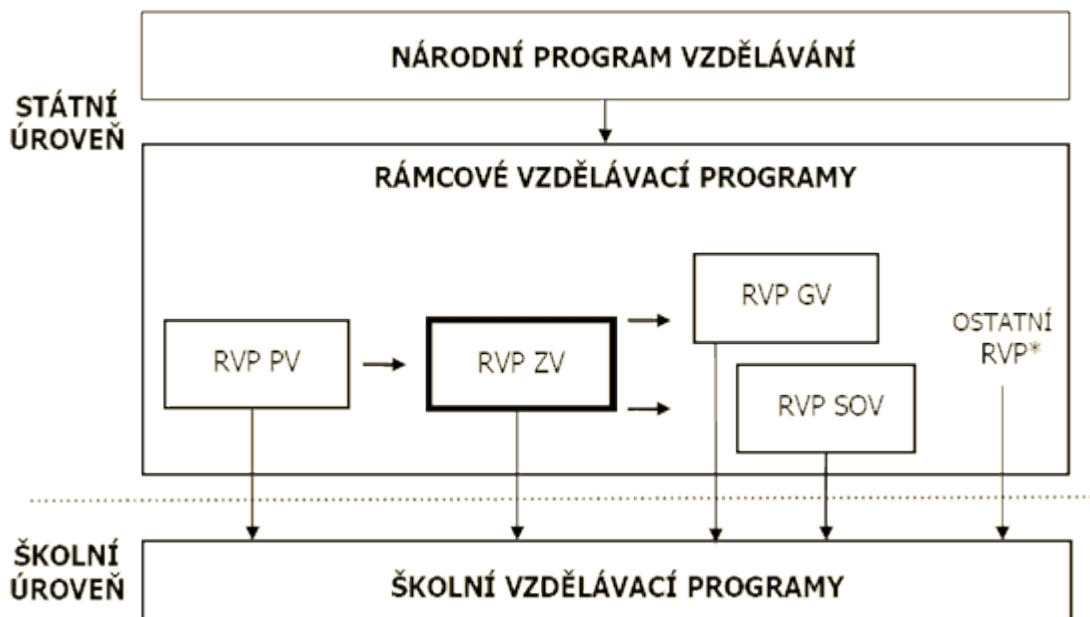 NÁRODNÍ PROGRAM VZDĚLÁVÁNÍ
STÁTNÍ
ÚROVEŇ
RÁMCOVÉ VZDĚLÁVACÍ PROGRAMY
RVP PV
RVP ZV
RVP GV
RVP SOV
OSTATNÍ
RVP*
ŠKOLNÍ
ÚROVEŇ
ŠKOLNÍ VZDĚLÁVACÍ PROGRAMY